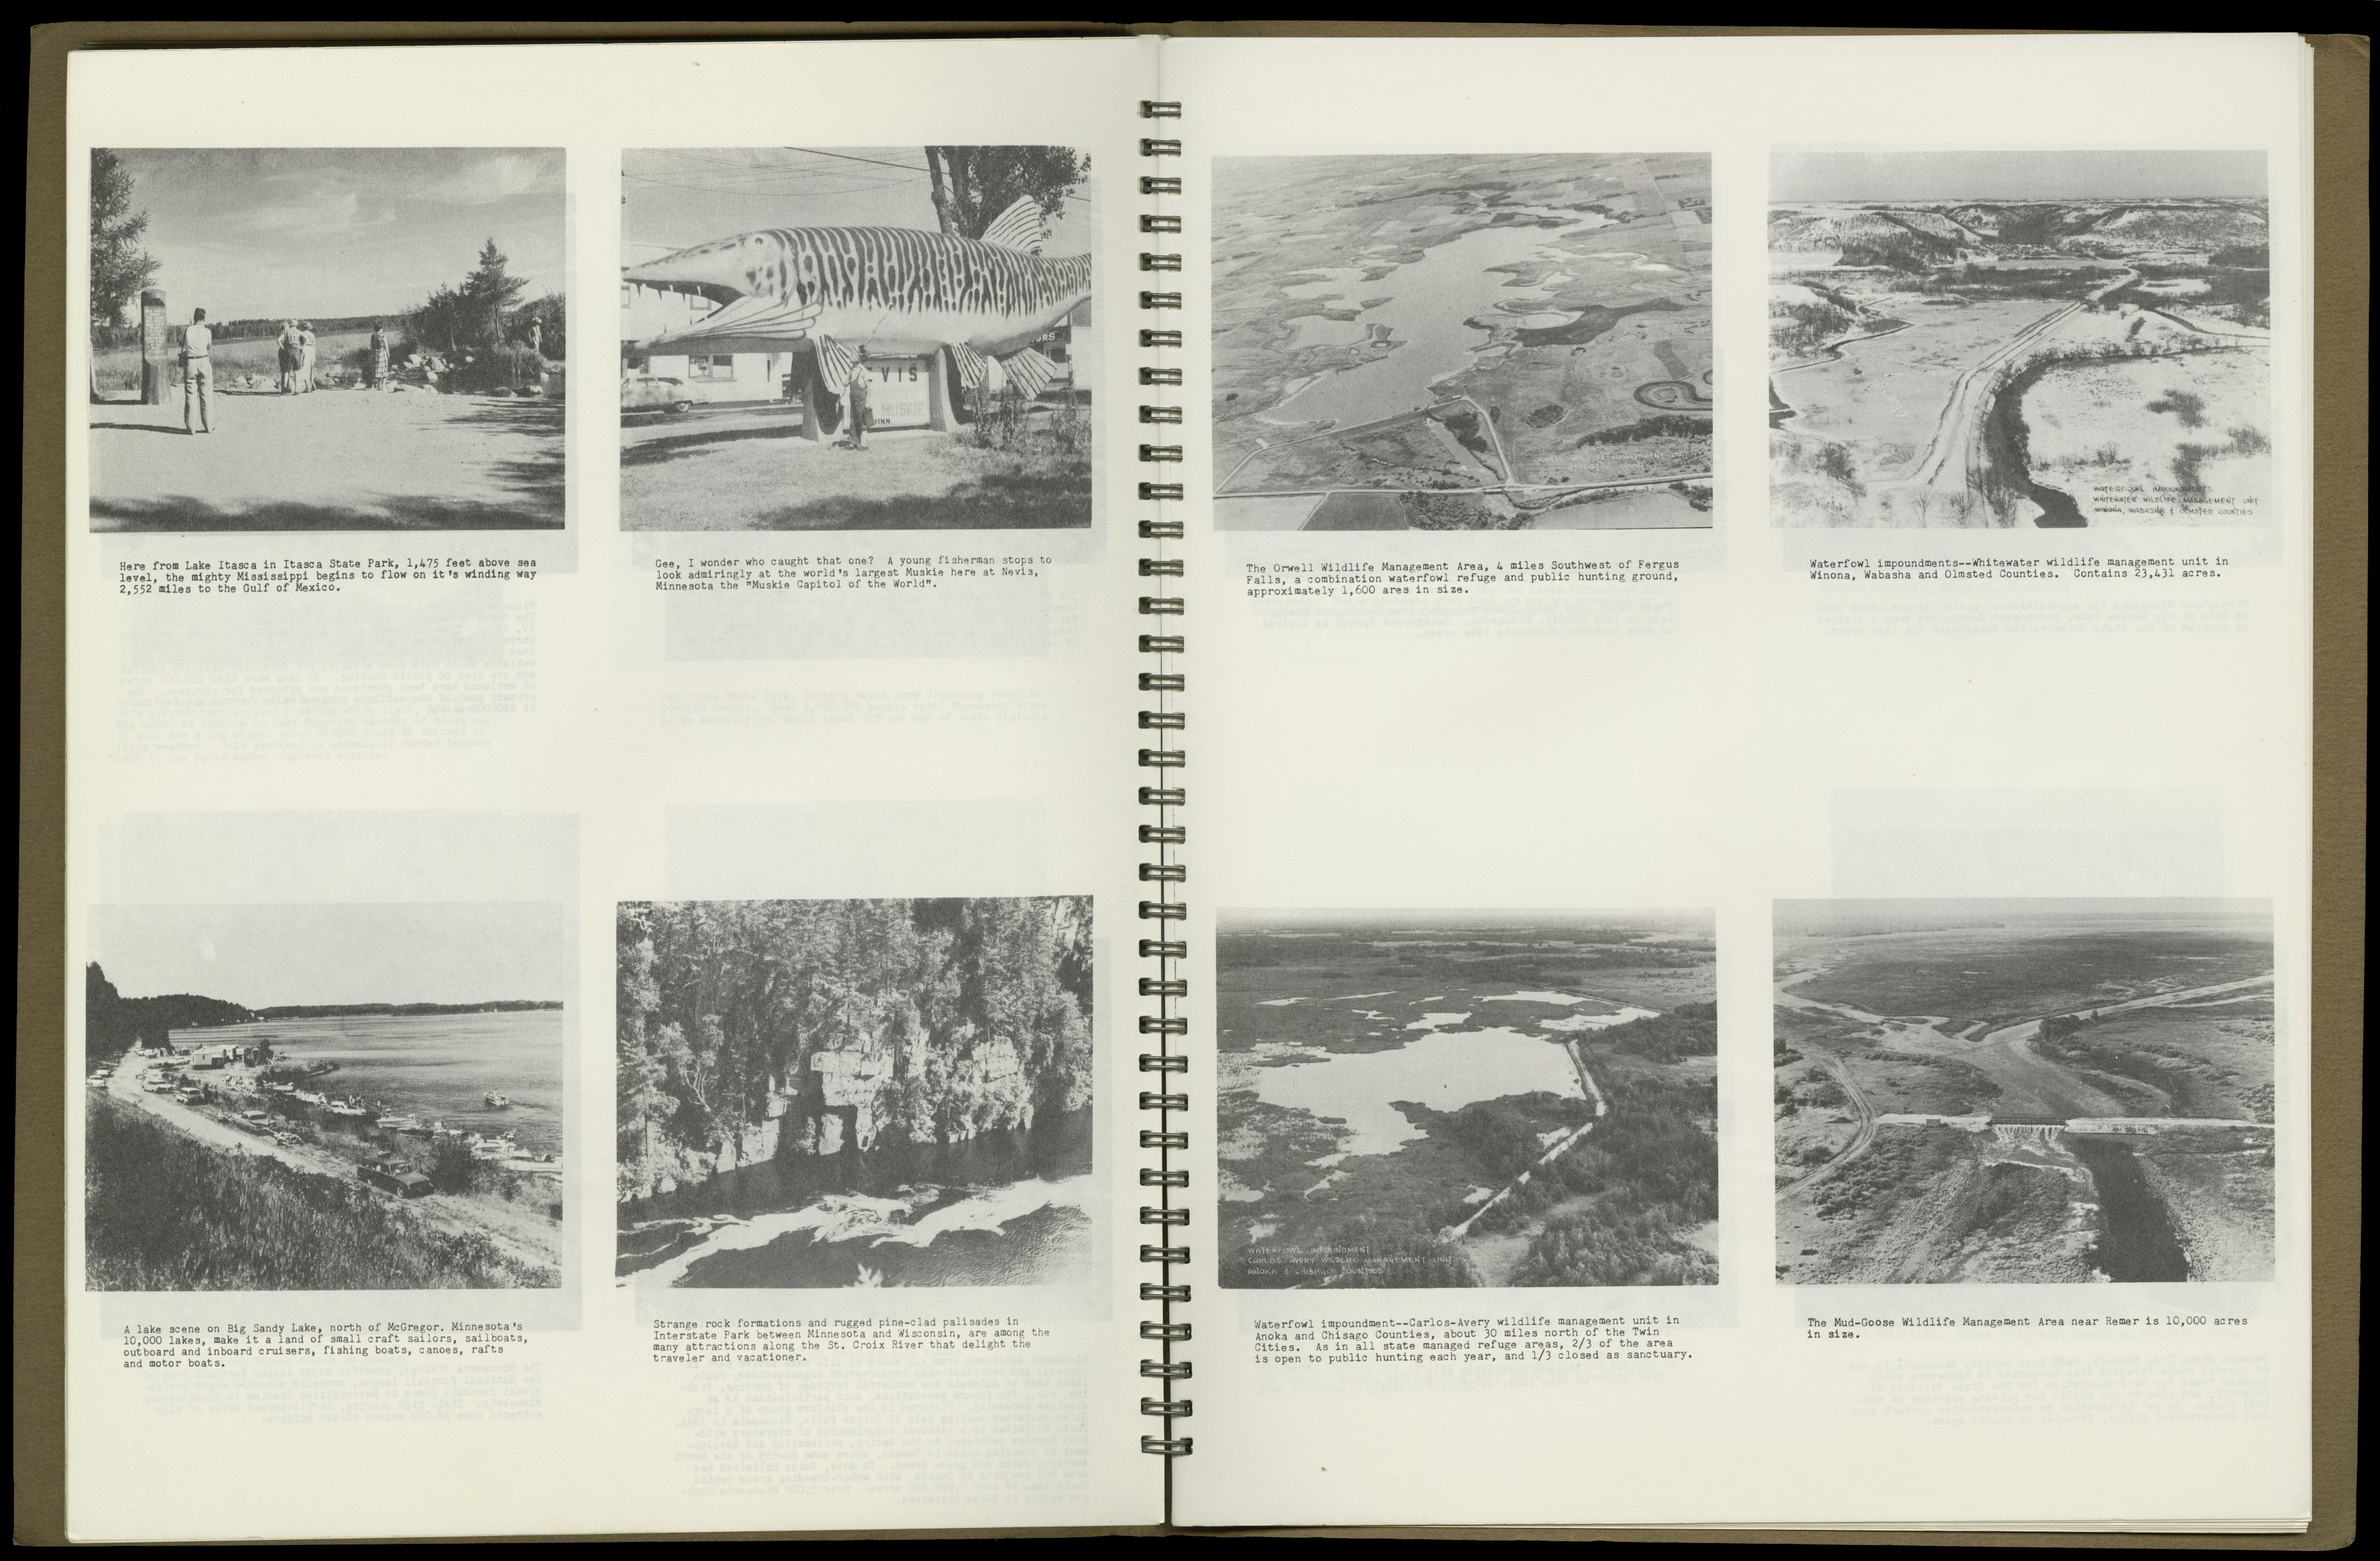 VIS
MUSKIE
MINN.
ORS
Here from Lake Itasca in Itasca State Park, 1,475 feet above sea
level, the mighty Mississippi begins to flow on it's winding way
2,552 miles to the Gulf of Mexico.
Gee, I wonder who caught that one? A young fisherman stops to
look admiringly at the world's largest Muskie here at Nevis,
Minnesota the "Muskie Capitol of the World".
A lake scene on Big Sandy Lake, north of McGregor. Minnesota's
10,000 lakes, make it a land of small craft sailors, sailboats,
outboard and inboard cruisers, fishing boats, canoes, rafts
and motor boats.
Strange rock formations and rugged pine-clad palisades in
Interstate Park between Minnesota and Wisconsin, are among the
many attractions along the St. Croix River that delight the
traveler and vacationer.
The Orwell Wildlife Management Area, 4 miles Southwest of Fergus
Falls, a combination waterfowl refuge and public hunting ground,
approximately 1,600 ares in size.
WATERFOWL IMPOUNDMENT
WHITEWATER WILDLIFE MANAGEMENT UNIT
WINONA, WABASHA & OLMSTED COUNTIES
Waterfowl impoundments--Whitewater wildlife management unit in
Winona, Wabasha and Olmsted Counties. Contains 23,431 acres.
WATERFOWL IMPOUNDMENT
CARLOS AVERY WILDLIFE MANAGEMENT UNIT
ANOKA & CHISAGO COUNTIES
Waterfowl impoundment--Carlos-Avery wildlife management unit in
Anoka and Chisago Counties, about 30 miles north of the Twin
Cities. As in all state managed refuge areas, 2/3 of the area
is open to public hunting each year, and 1/3 closed as sanctuary.
The Mud-Goose Wildlife Management Area near Remer is 10,000 acres
in size.